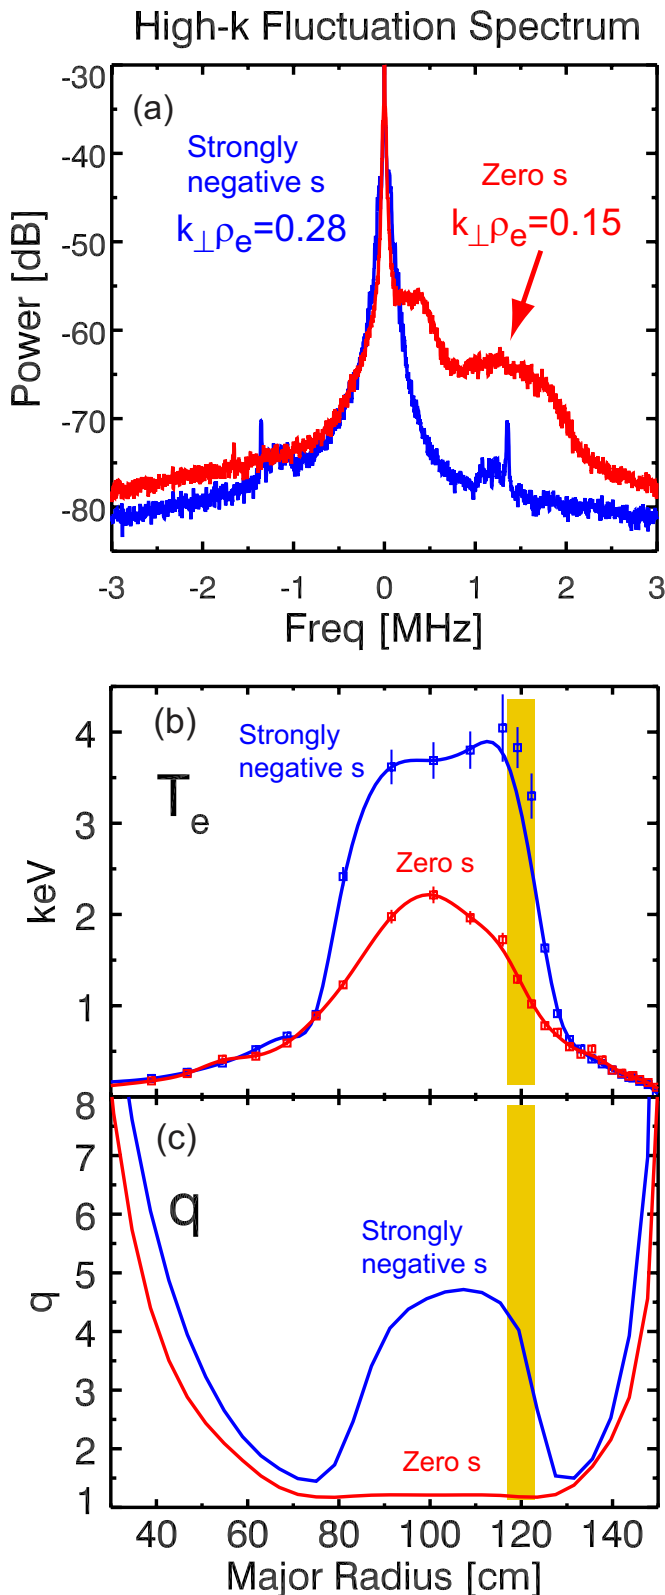 High-k Fluctuation Spectrum
(a)
-30
-40
-50
-60
-70
-80
Power [dB]
Strongly
negative s
k⊥ρe=0.28
Zero s
k⊥ρe=0.15
-3 -2 -1 0 1 2 3
Freq [MHz]
(b)
Te
Strongly
negative s
Zero s
4
3
2
1
keV
(c)
q
Strongly
negative s
Zero s
8
7
6
5
4
3
2
1
q
40 60 80 100 120 140
Major Radius [cm]